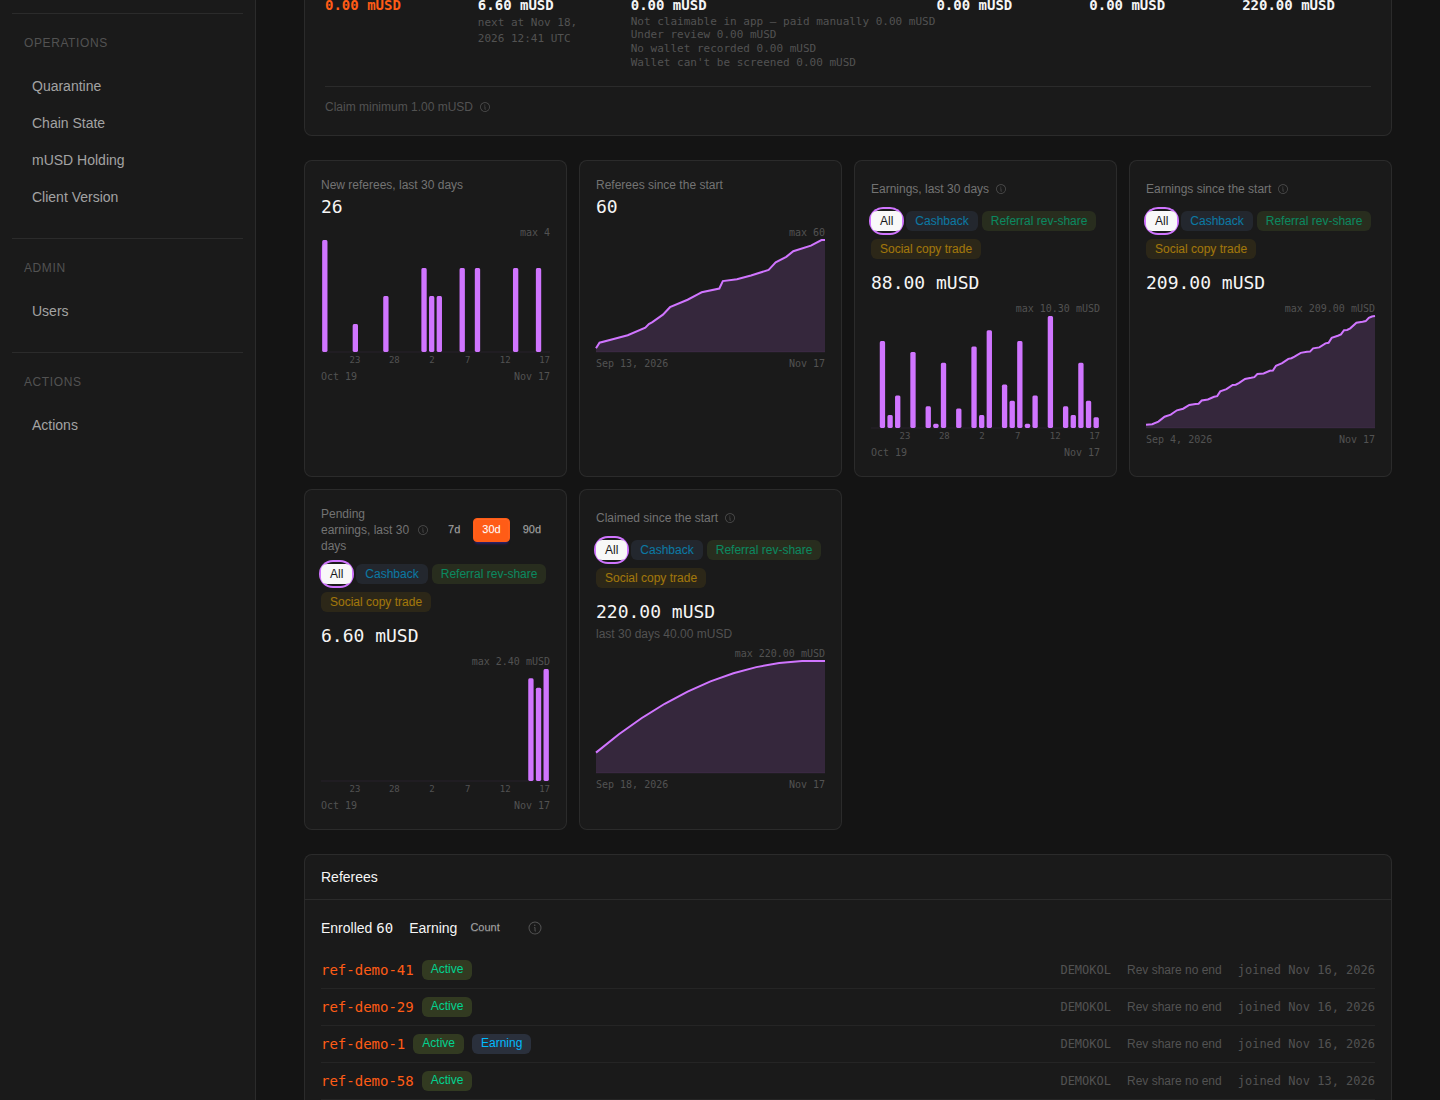 OPERATIONS
Quarantine
Chain State
mUSD Holding
Client Version
ADMIN
Users
ACTIONS
Actions
0.00 mUSD
6.60 mUSD
next at Nov 18,
2026 12:41 UTC
0.00 mUSD
Not claimable in app — paid manually 0.00 mUSD
Under review 0.00 mUSD
No wallet recorded 0.00 mUSD
Wallet can't be screened 0.00 mUSD
0.00 mUSD
0.00 mUSD
220.00 mUSD
Claim minimum 1.00 mUSD
New referees, last 30 days
26
max 4
23 28 2 7 12 17
Oct 19 Nov 17
Referees since the start
60
max 60
Sep 13, 2026 Nov 17
Earnings, last 30 days
All Cashback Referral rev-share
Social copy trade
88.00 mUSD
max 10.30 mUSD
23 28 2 7 12 17
Oct 19 Nov 17
Earnings since the start
All Cashback Referral rev-share
Social copy trade
209.00 mUSD
max 209.00 mUSD
Sep 4, 2026 Nov 17
Pending
earnings, last 30
days
7d 30d 90d
All Cashback Referral rev-share
Social copy trade
6.60 mUSD
max 2.40 mUSD
23 28 2 7 12 17
Oct 19 Nov 17
Claimed since the start
All Cashback Referral rev-share
Social copy trade
220.00 mUSD
last 30 days 40.00 mUSD
max 220.00 mUSD
Sep 18, 2026 Nov 17
Referees
Enrolled 60 Earning Count
ref-demo-41 Active DEMOKOL Rev share no end joined Nov 16, 2026
ref-demo-29 Active DEMOKOL Rev share no end joined Nov 16, 2026
ref-demo-1 Active Earning DEMOKOL Rev share no end joined Nov 16, 2026
ref-demo-58 Active DEMOKOL Rev share no end joined Nov 13, 2026